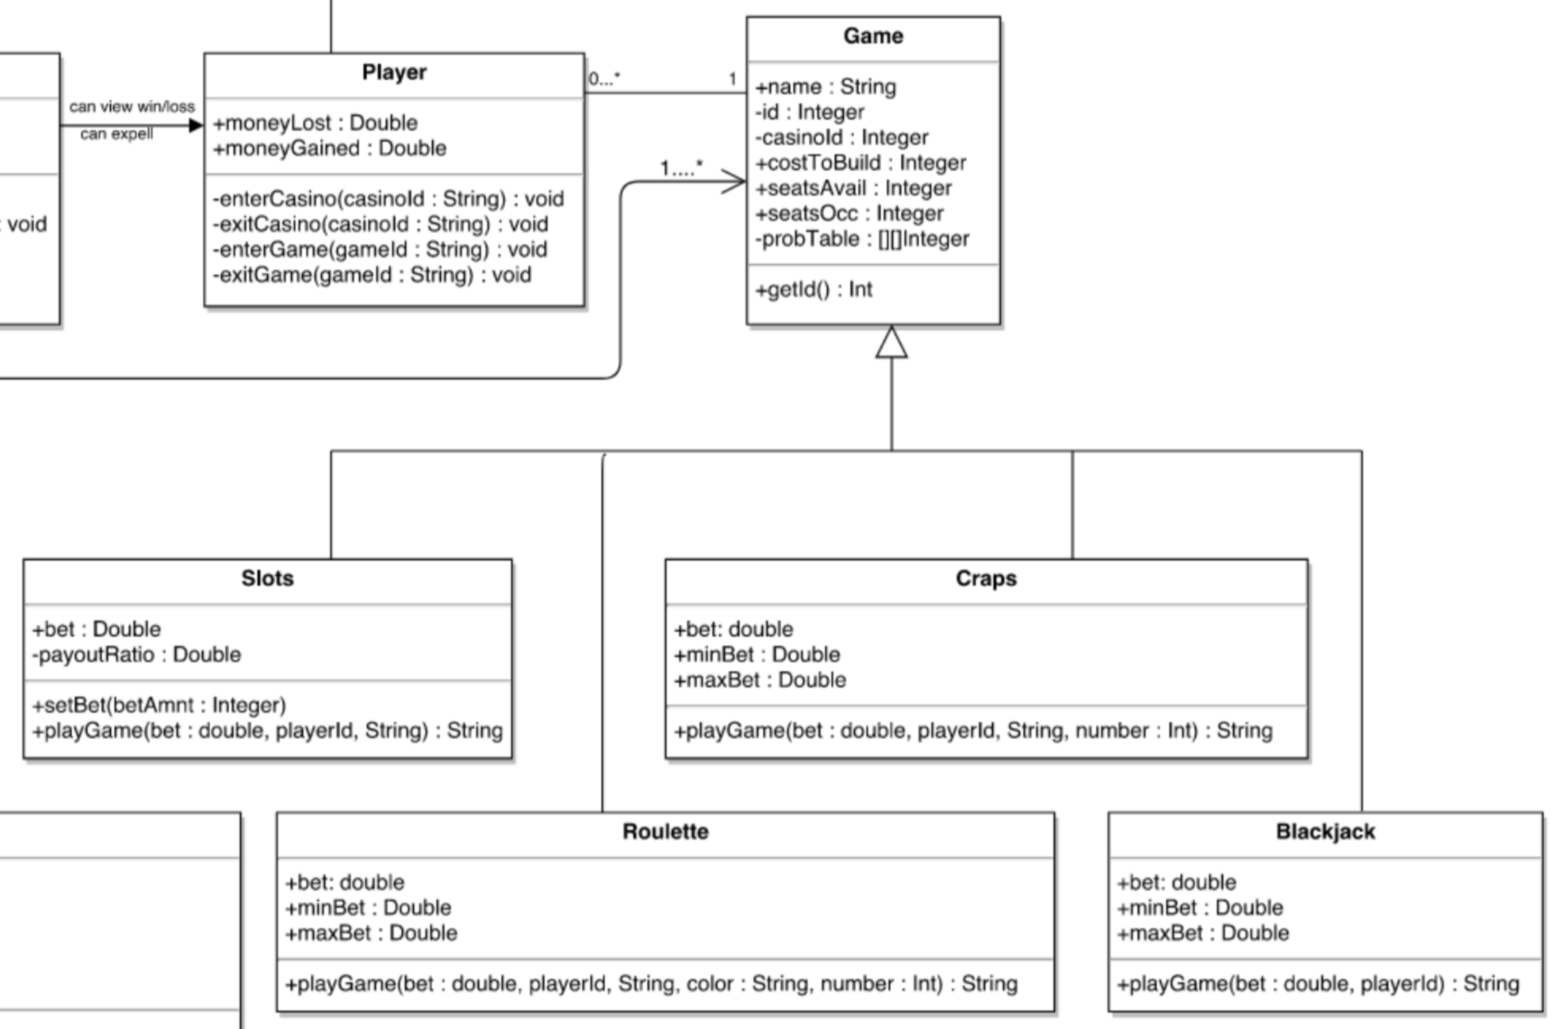 Game
Player
0...*
1
+name : String
-id : Integer
-casinoId : Integer
+costToBuild : Integer
+seatsAvail : Integer
+seatsOcc : Integer
-probTable : [][]Integer
+getId() : Int
can view win/loss
can expell
+moneyLost : Double
+moneyGained : Double
-enterCasino(casinoId : String) : void
-exitCasino(casinoId : String) : void
-enterGame(gameId : String) : void
-exitGame(gameId : String) : void
: void
1....*
Slots
+bet : Double
-payoutRatio : Double
+setBet(betAmnt : Integer)
+playGame(bet : double, playerId, String) : String
Craps
+bet: double
+minBet : Double
+maxBet : Double
+playGame(bet : double, playerId, String, number : Int) : String
Roulette
+bet: double
+minBet : Double
+maxBet : Double
+playGame(bet : double, playerId, String, color : String, number : Int) : String
Blackjack
+bet: double
+minBet : Double
+maxBet : Double
+playGame(bet : double, playerId) : String